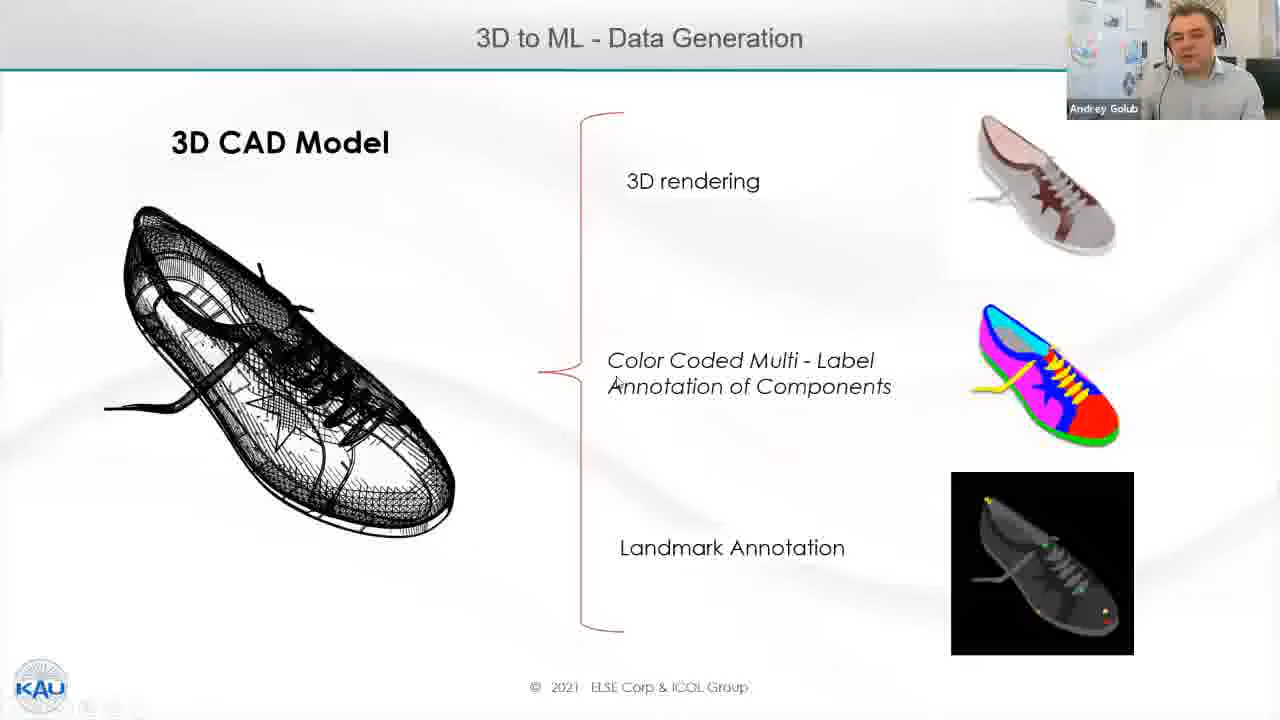 3D to ML - Data Generation
Andrey Golub
3D CAD Model
3D rendering
Color Coded Multi - Label
Annotation of Components
Landmark Annotation
KAU
© 2021 ELSE Corp & ICOL Group